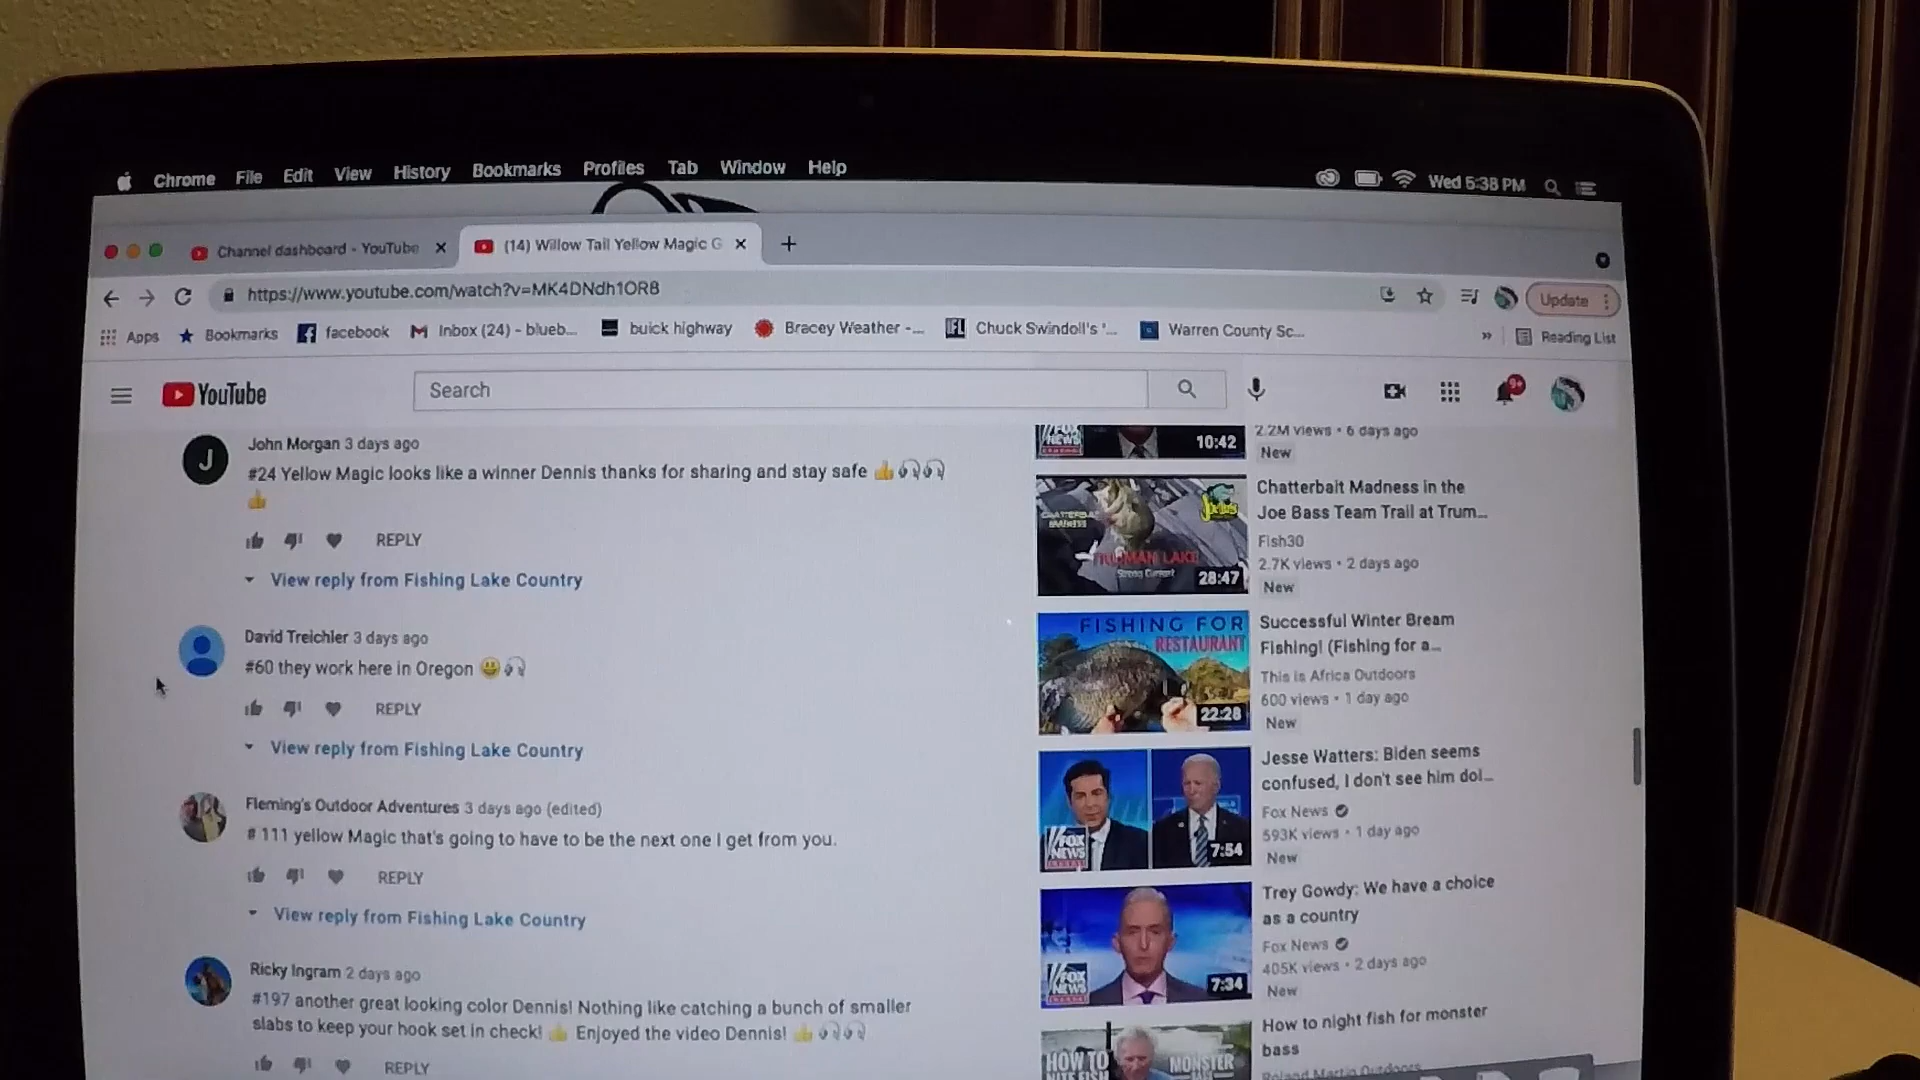 Chrome File Edit View History Bookmarks Profiles Tab Window Help
Wed 5:38 PM
Channel dashboard - YouTube
(14) Willow Tail Yellow Magic G
https://www.youtube.com/watch?v=MK4DNdh1OR8
Update
Apps Bookmarks facebook Inbox (24) - blueb... buick highway Bracey Weather -... Chuck Swindoll's '... Warren County Sc... » Reading List
YouTube
Search
9+
John Morgan 3 days ago
#24 Yellow Magic looks like a winner Dennis thanks for sharing and stay safe 👍🎧🎧
👍
REPLY
View reply from Fishing Lake Country
David Treichler 3 days ago
#60 they work here in Oregon 😃🎧
REPLY
View reply from Fishing Lake Country
Fleming's Outdoor Adventures 3 days ago (edited)
# 111 yellow Magic that's going to have to be the next one I get from you.
REPLY
View reply from Fishing Lake Country
Ricky Ingram 2 days ago
#197 another great looking color Dennis! Nothing like catching a bunch of smaller
slabs to keep your hook set in check! 👍 Enjoyed the video Dennis! 👍🎧🎧
REPLY
NEWS
10:42
2.2M views • 6 days ago
New
28:47
Chatterbait Madness in the
Joe Bass Team Trail at Trum...
Fish30
2.7K views • 2 days ago
New
FISHING FOR
RESTAURANT
22:28
Successful Winter Bream
Fishing! (Fishing for a...
This is Africa Outdoors
600 views • 1 day ago
New
FOX
NEWS
7:54
Jesse Watters: Biden seems
confused, I don't see him doi...
Fox News
593K views • 1 day ago
New
FOX
NEWS
7:34
Trey Gowdy: We have a choice
as a country
Fox News
405K views • 2 days ago
New
HOW TO
MONSTER
How to night fish for monster
bass
Roland Martin Outdoors